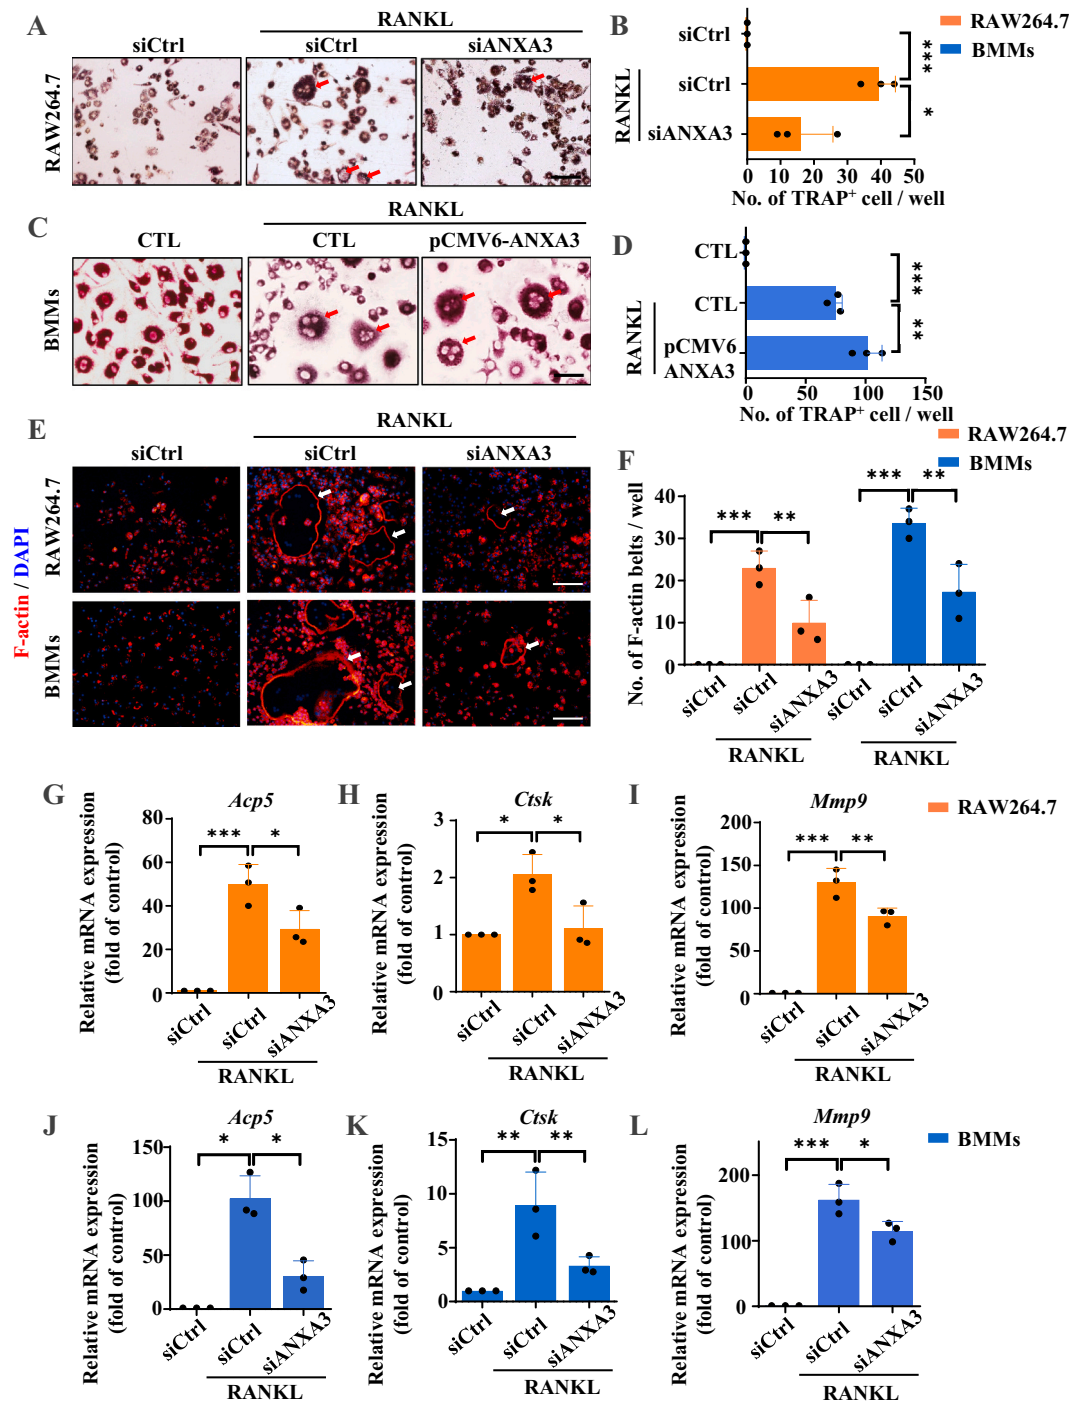 A
RANKL
siCtrl
siCtrl
siANXA3
RAW264.7
B
RAW264.7
BMMs
siCtrl
***
RANKL
siCtrl
*
siANXA3
0 10 20 30 40 50
No. of TRAP+ cell / well
C
RANKL
CTL
CTL
pCMV6-ANXA3
BMMs
D
CTL
***
RANKL
CTL
**
pCMV6
ANXA3
0 50 100 150
No. of TRAP+ cell / well
E
RANKL
siCtrl
siCtrl
siANXA3
F-actin / DAPI
RAW264.7
BMMs
F
RAW264.7
BMMs
*** ** *** **
No. of F-actin belts / well
40
30
20
10
0
siCtrl siCtrl siANXA3 siCtrl siCtrl siANXA3
RANKL RANKL
G
Acp5
*** *
Relative mRNA expression
(fold of control)
80
60
40
20
0
siCtrl siCtrl siANXA3
RANKL
H
Ctsk
* *
Relative mRNA expression
(fold of control)
3
2
1
0
siCtrl siCtrl siANXA3
RANKL
I
Mmp9
RAW264.7
*** **
Relative mRNA expression
(fold of control)
200
150
100
50
0
siCtrl siCtrl siANXA3
RANKL
J
Acp5
* *
Relative mRNA expression
(fold of control)
150
100
50
0
siCtrl siCtrl siANXA3
RANKL
K
Ctsk
** **
Relative mRNA expression
(fold of control)
15
10
5
0
siCtrl siCtrl siANXA3
RANKL
L
Mmp9
BMMs
*** *
Relative mRNA expression
(fold of control)
200
100
0
siCtrl siCtrl siANXA3
RANKL